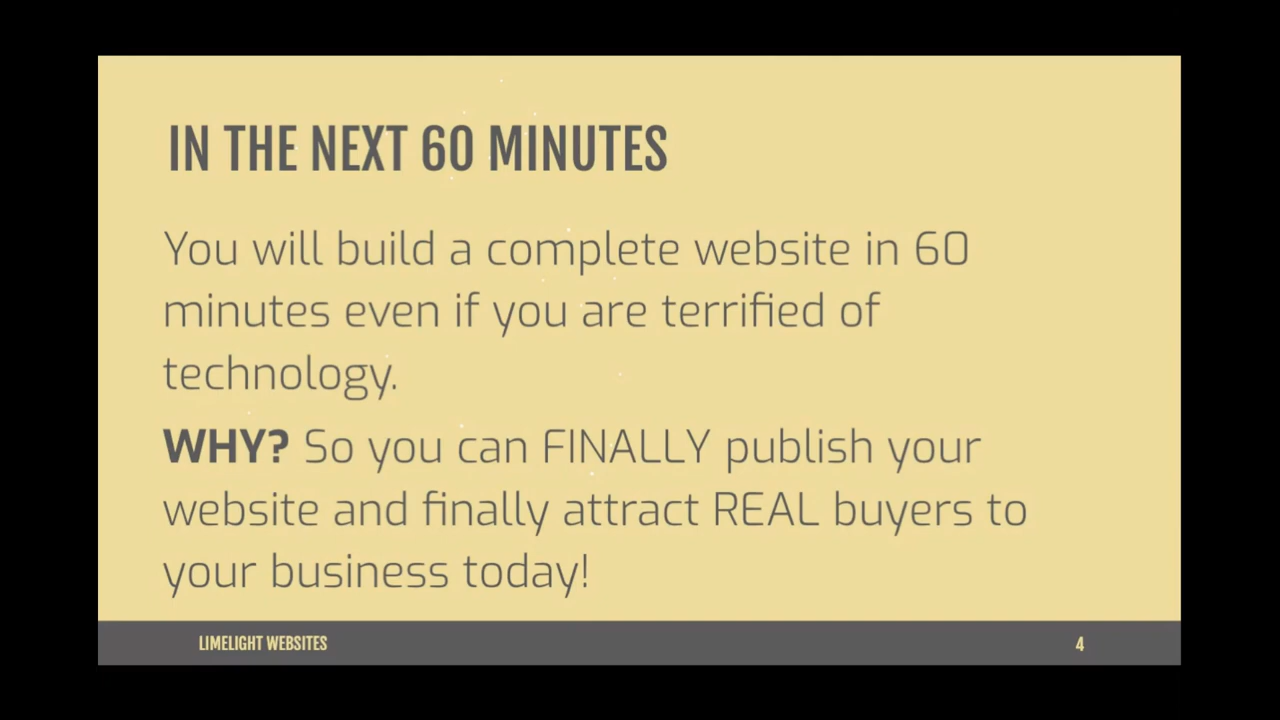 IN THE NEXT 60 MINUTES
You will build a complete website in 60
minutes even if you are terrified of
technology.
WHY? So you can FINALLY publish your
website and finally attract REAL buyers to
your business today!
LIMELIGHT WEBSITES
4